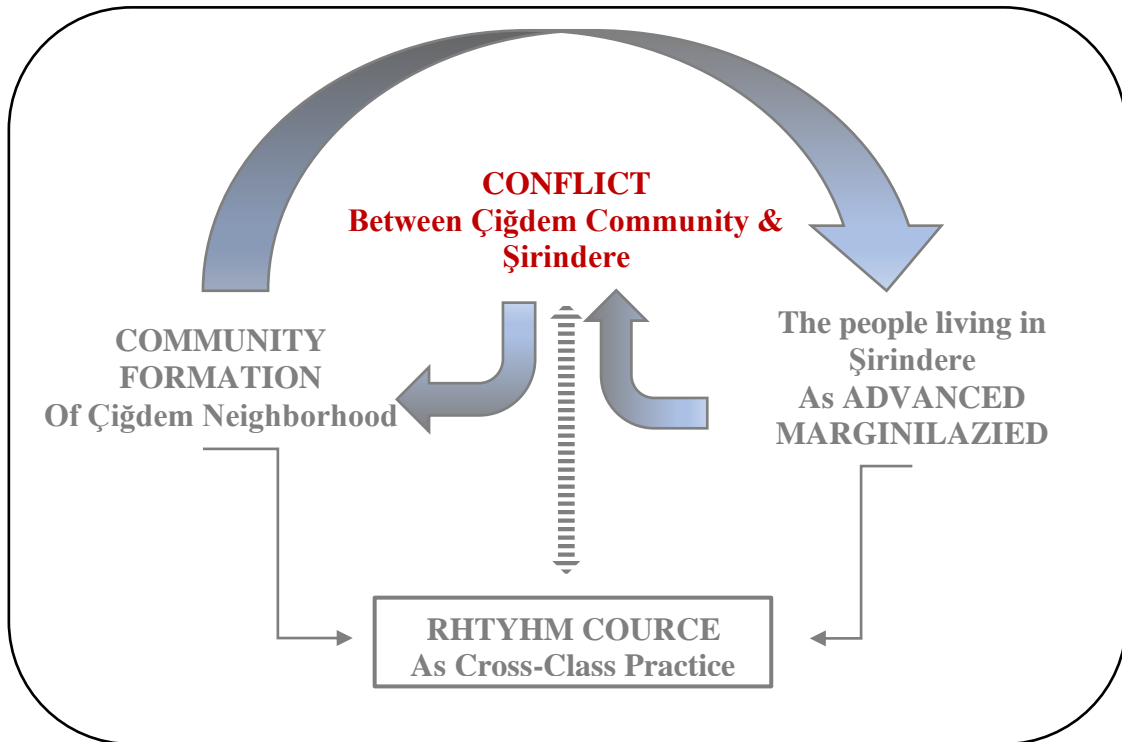 CONFLICT
Between Çiğdem Community &
Şirindere
COMMUNITY
FORMATION
Of Çiğdem Neighborhood
The people living in
Şirindere
As ADVANCED
MARGINILAZIED
RHTYHM COURCE
As Cross-Class Practice